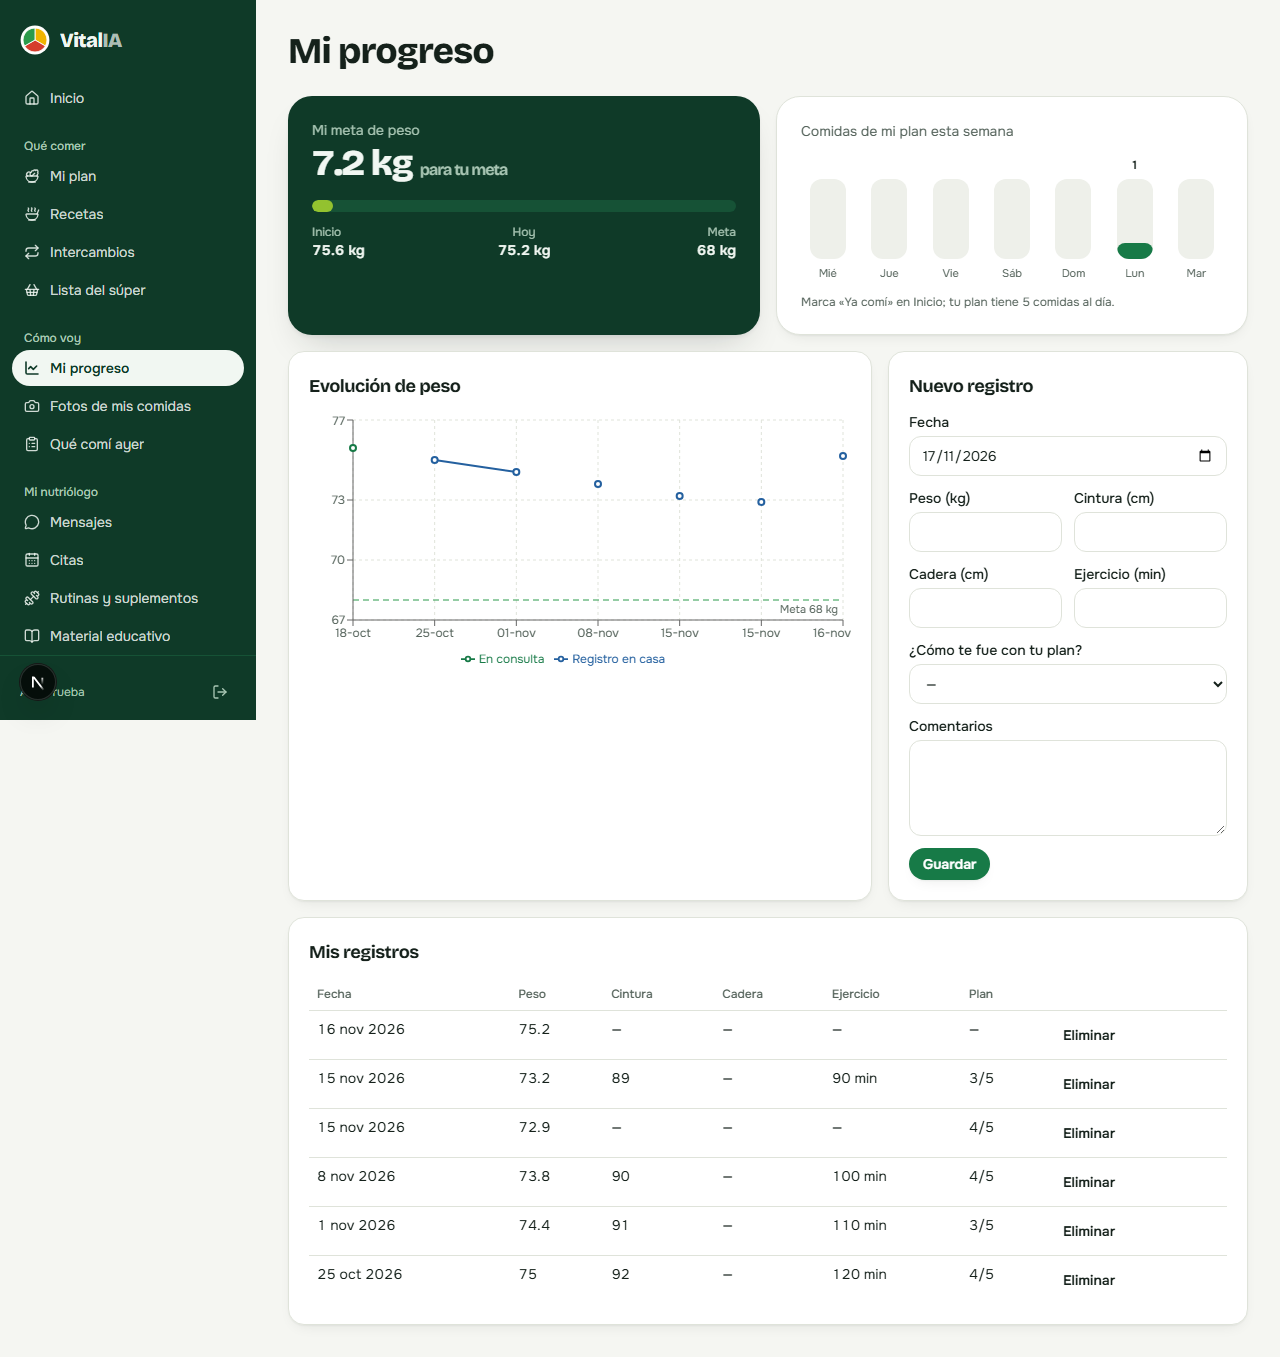 VitalIA
Inicio
Qué comer
Mi plan
Recetas
Intercambios
Lista del súper
Cómo voy
Mi progreso
Fotos de mis comidas
Qué comí ayer
Mi nutriólogo
Mensajes
Citas
Rutinas y suplementos
Material educativo
N
Mi progreso
Mi meta de peso
7.2 kg para tu meta
Inicio Hoy Meta
75.6 kg 75.2 kg 68 kg
Comidas de mi plan esta semana
1
Mié Jue Vie Sáb Dom Lun Mar
Marca «Ya comí» en Inicio; tu plan tiene 5 comidas al día.
Evolución de peso
77
73
70
67
Meta 68 kg
18-oct 25-oct 01-nov 08-nov 15-nov 15-nov 16-nov
En consulta Registro en casa
Nuevo registro
Fecha
17/11/2026
Peso (kg) Cintura (cm)
Cadera (cm) Ejercicio (min)
¿Cómo te fue con tu plan?
—
Comentarios
Guardar
Mis registros
Fecha Peso Cintura Cadera Ejercicio Plan
16 nov 2026 75.2 — — — — Eliminar
15 nov 2026 73.2 89 — 90 min 3/5 Eliminar
15 nov 2026 72.9 — — — 4/5 Eliminar
8 nov 2026 73.8 90 — 100 min 4/5 Eliminar
1 nov 2026 74.4 91 — 110 min 3/5 Eliminar
25 oct 2026 75 92 — 120 min 4/5 Eliminar